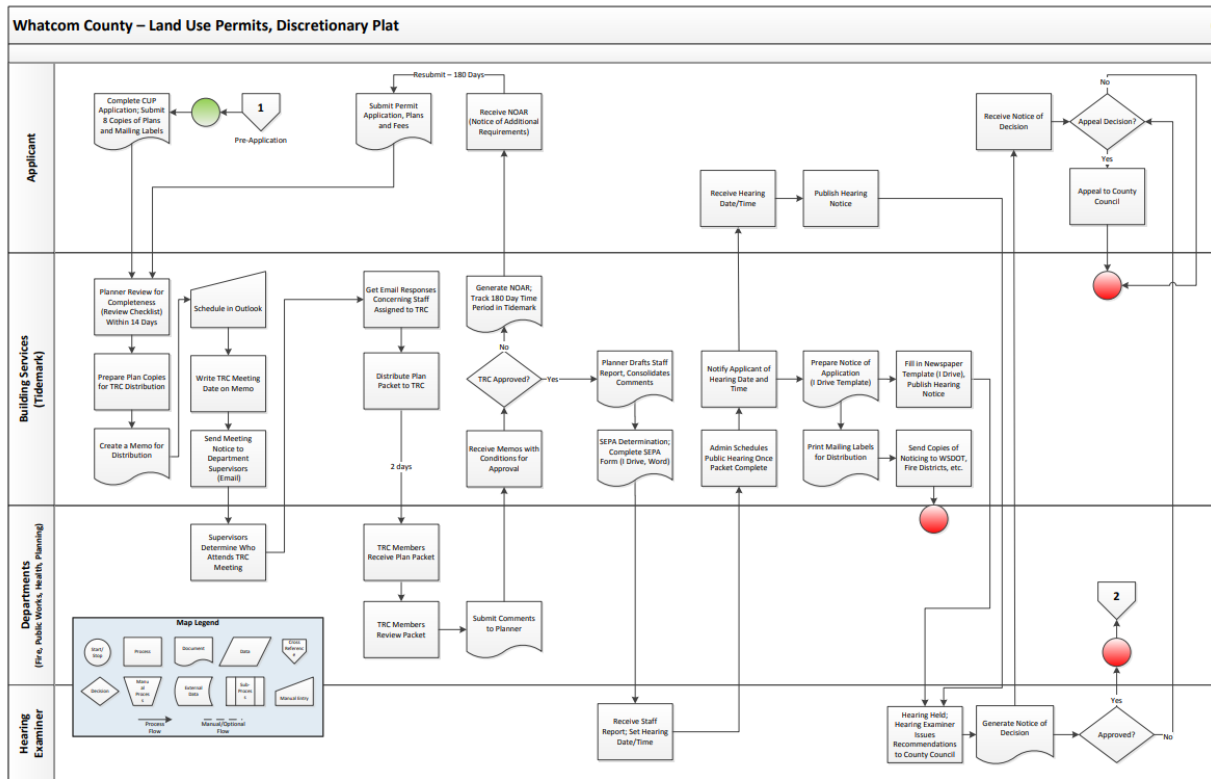 Whatcom County – Land Use Permits, Discretionary Plat
Applicant
Complete CUP
Application; Submit
8 Copies of Plans
and Mailing Labels
1
Pre-Application
Resubmit – 180 Days
Submit Permit
Application, Plans
and Fees
Receive NOAR
(Notice of Additional
Requirements)
Receive Hearing
Date/Time
Publish Hearing
Notice
Receive Notice of
Decision
No
Appeal Decision?
Yes
Appeal to County
Council
Building Services
(Tidemark)
Planner Review for
Completeness
(Review Checklist)
Within 14 Days
Prepare Plan Copies
for TRC Distribution
Create a Memo for
Distribution
Schedule in Outlook
Write TRC Meeting
Date on Memo
Send Meeting
Notice to
Department
Supervisors
(Email)
Get Email Responses
Concerning Staff
Assigned to TRC
Distribute Plan
Packet to TRC
2 days
Generate NOAR;
Track 180 Day Time
Period in Tidemark
No
TRC Approved?
Yes
Receive Memos with
Conditions for
Approval
Planner Drafts Staff
Report, Consolidates
Comments
SEPA Determination;
Complete SEPA
Form (I Drive, Word)
Notify Applicant of
Hearing Date and
Time
Admin Schedules
Public Hearing Once
Packet Complete
Prepare Notice of
Application
(I Drive Template)
Print Mailing Labels
for Distribution
Fill in Newspaper
Template (I Drive),
Publish Hearing
Notice
Send Copies of
Noticing to WSDOT,
Fire Districts, etc.
Departments
(Fire, Public Works, Health, Planning)
Supervisors
Determine Who
Attends TRC
Meeting
TRC Members
Receive Plan Packet
TRC Members
Review Packet
Submit Comments
to Planner
2
Map Legend
Start/
Stop
Process
Document
Data
Cross
Referenc
e
Decision
Manu
al
Proces
s
External
Data
Sub-
Proces
s
Manual Entry
Process
Flow
Manual/Optional
Flow
Hearing
Examiner
Receive Staff
Report; Set Hearing
Date/Time
Hearing Held;
Hearing Examiner
Issues
Recommendations
to County Council
Generate Notice of
Decision
Yes
Approved?
No